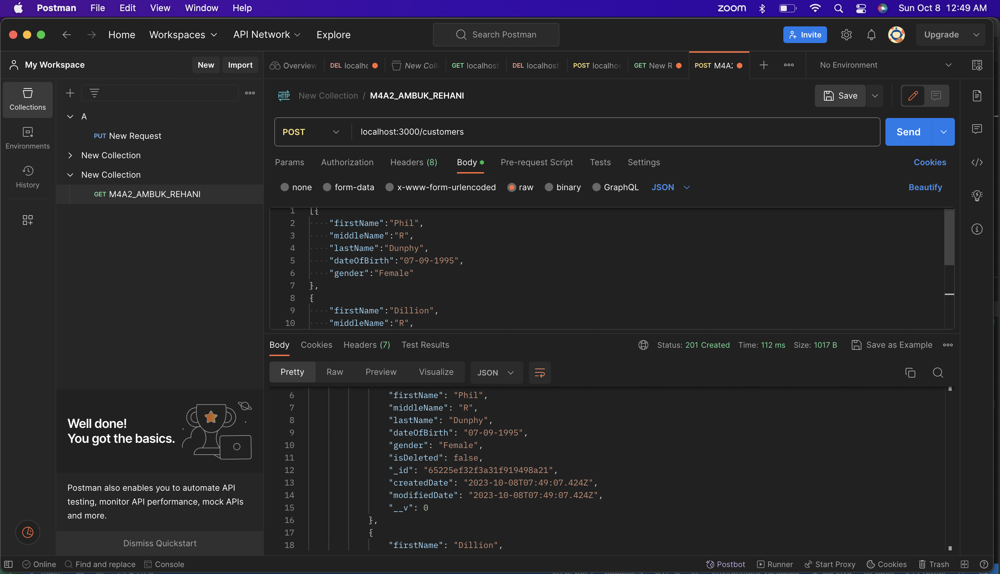 Postman File Edit View Window Help zoom Sun Oct 8 12:49 AM
Home Workspaces API Network Explore Search Postman Invite Upgrade
My Workspace New Import Overview DEL localho New Colle GET localhost DEL localhost: POST localhos GET New R POST M4A2 No Environment
Collections
Environments
History
A
PUT New Request
New Collection
New Collection
GET M4A2_AMBUK_REHANI
Well done!
You got the basics.
Postman also enables you to automate API
testing, monitor API performance, mock APIs
and more.
Dismiss Quickstart
HTTP New Collection / M4A2_AMBUK_REHANI Save
POST localhost:3000/customers Send
Params Authorization Headers (8) Body Pre-request Script Tests Settings Cookies
none form-data x-www-form-urlencoded raw binary GraphQL JSON Beautify
1 [{
2 "firstName":"Phil",
3 "middleName":"R",
4 "lastName":"Dunphy",
5 "dateOfBirth":"07-09-1995",
6 "gender":"Female"
7 },
8 {
9 "firstName":"Dillion",
10 "middleName":"R",
Body Cookies Headers (7) Test Results Status: 201 Created Time: 112 ms Size: 1017 B Save as Example
Pretty Raw Preview Visualize JSON
6 "firstName": "Phil",
7 "middleName": "R",
8 "lastName": "Dunphy",
9 "dateOfBirth": "07-09-1995",
10 "gender": "Female",
11 "isDeleted": false,
12 "_id": "65225ef32f3a31f919498a21",
13 "createdDate": "2023-10-08T07:49:07.424Z",
14 "modifiedDate": "2023-10-08T07:49:07.424Z",
15 "__v": 0
16 },
17 {
18 "firstName": "Dillion",
Online Find and replace Console Postbot Runner Start Proxy Cookies Trash